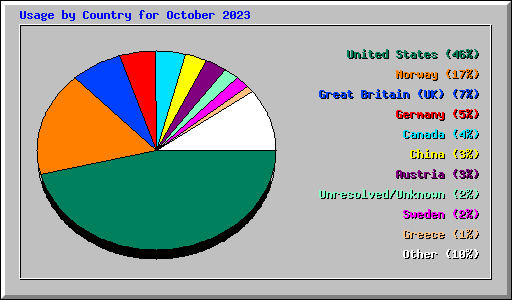 Usage by Country for October 2023
United States (46%)
Norway (17%)
Great Britain (UK) (7%)
Germany (5%)
Canada (4%)
China (3%)
Austria (3%)
Unresolved/Unknown (2%)
Sweden (2%)
Greece (1%)
Other (10%)